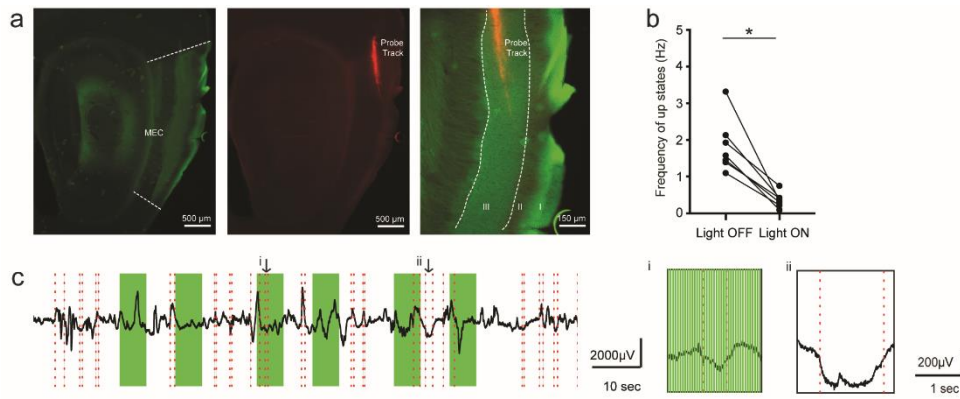 a
MEC
500 µm
Probe
Track
500 µm
Probe
Track
III
II
I
150 µm
b
*
Frequency of up states (Hz)
5
4
3
2
1
0
Light OFF
Light ON
c
i
ii
2000µV
10 sec
i
ii
200µV
1 sec